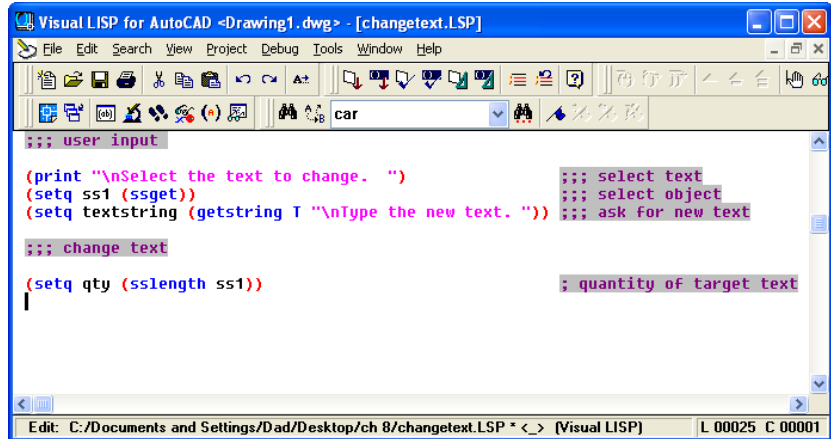 Visual LISP for AutoCAD <Drawing1.dwg> - [changetext.LSP]
File Edit Search View Project Debug Tools Window Help
car
;;; user input
(print "\nSelect the text to change.  ") ;;; select text
(setq ss1 (ssget)) ;;; select object
(setq textstring (getstring T "\nType the new text. ")) ;;; ask for new text
;;; change text
(setq qty (sslength ss1)) ; quantity of target text
Edit: C:/Documents and Settings/Dad/Desktop/ch 8/changetext.LSP * <_> (Visual LISP) L 00025 C 00001